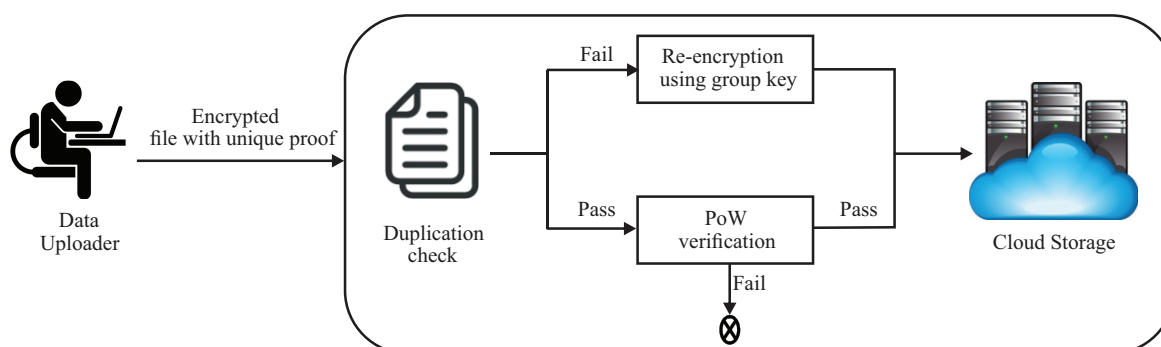 Data
Uploader
Encrypted
file with unique proof
Duplication
check
Fail
Re-encryption
using group key
Pass
PoW
verification
Pass
Fail
Cloud Storage